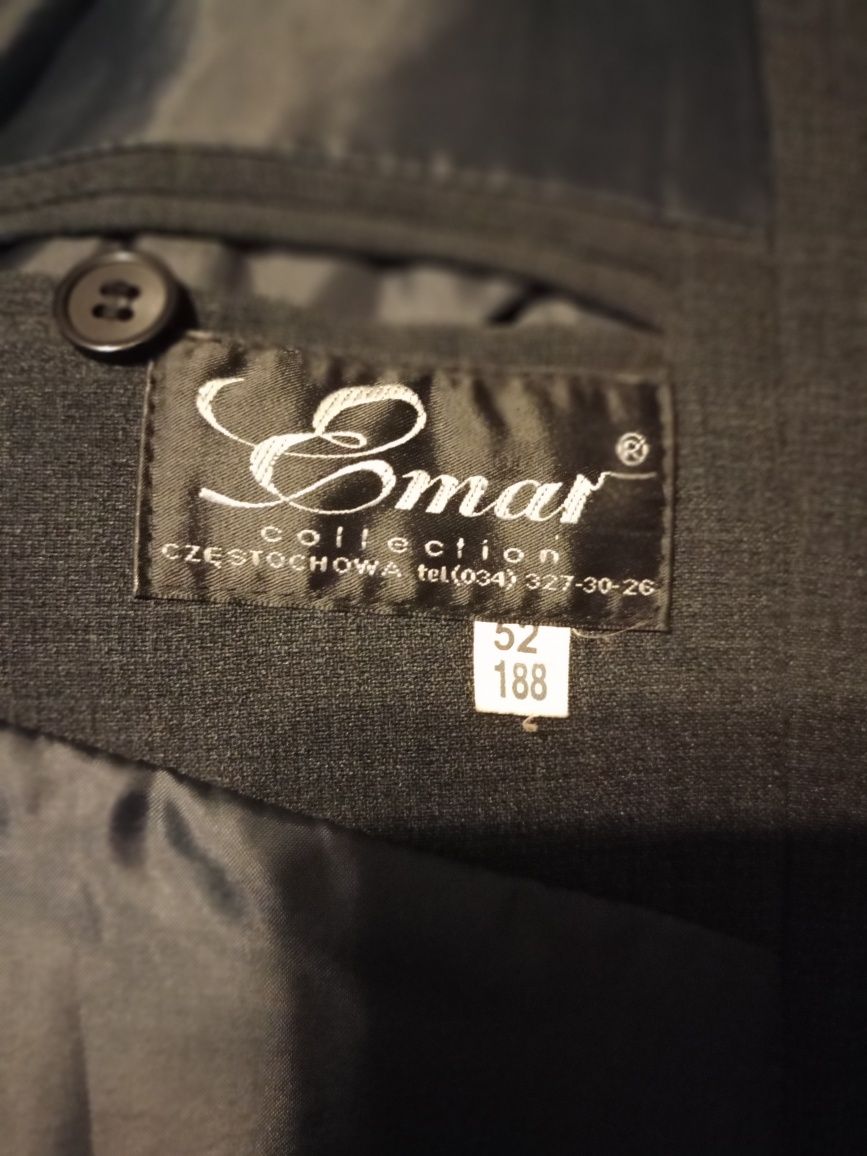 Emar ®
collection
CZĘSTOCHOWA tel.(034) 327-30-26
52
188